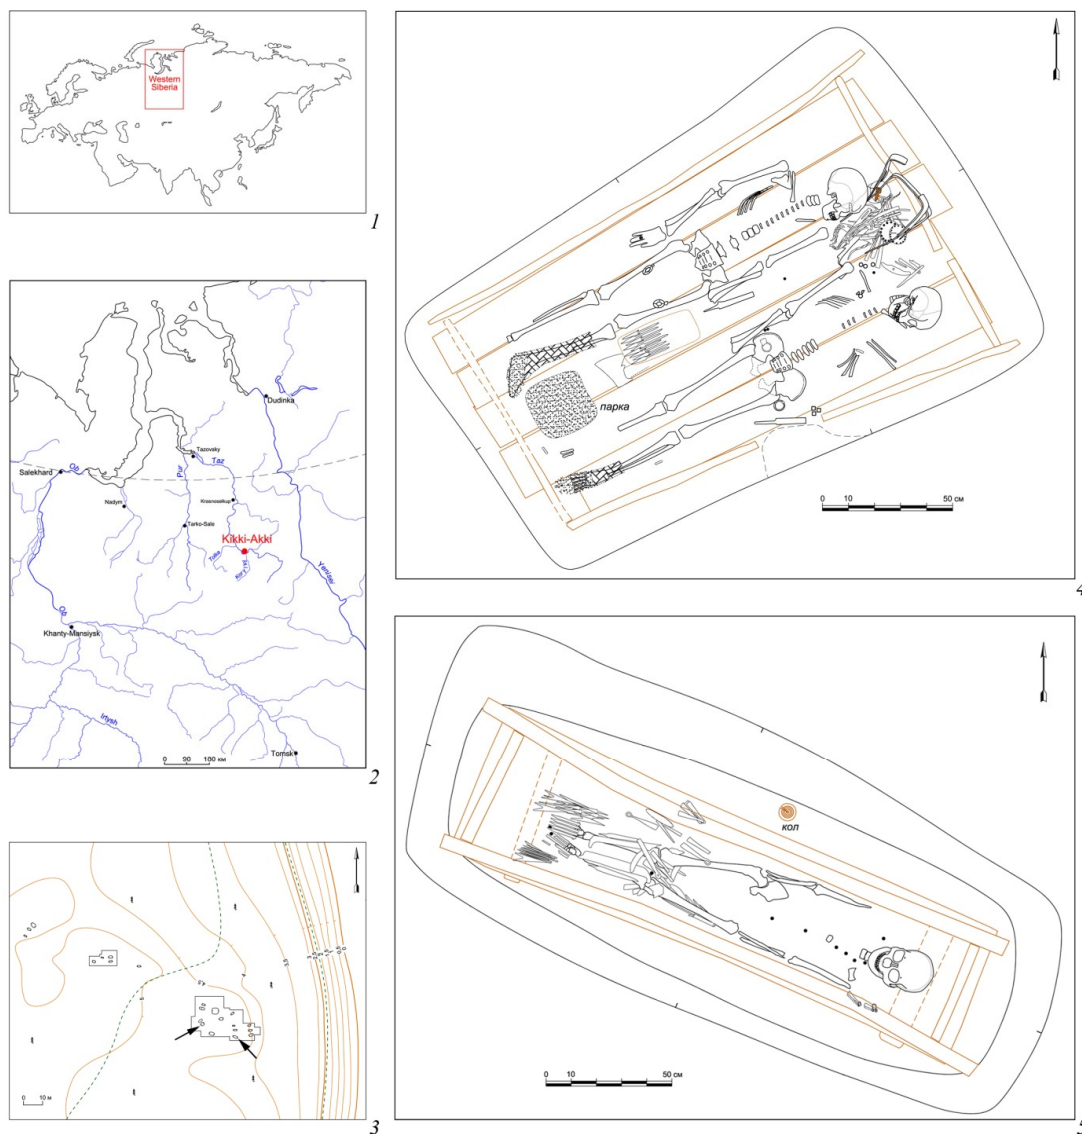 Western
Siberia
1
Dudinka
Tazovsky
Taz
Ob
Pur
Salekhard
Krasnoselkup
Nadym
Tarko-Sale
Kikki-Akki
Tolka
Yenisei
Ob
Khanty-Mansiysk
Irtysh
Tomsk
0 90 180 км
2
0 10 м
3
парка
0 10 50 см
4
кол
0 10 50 см
5